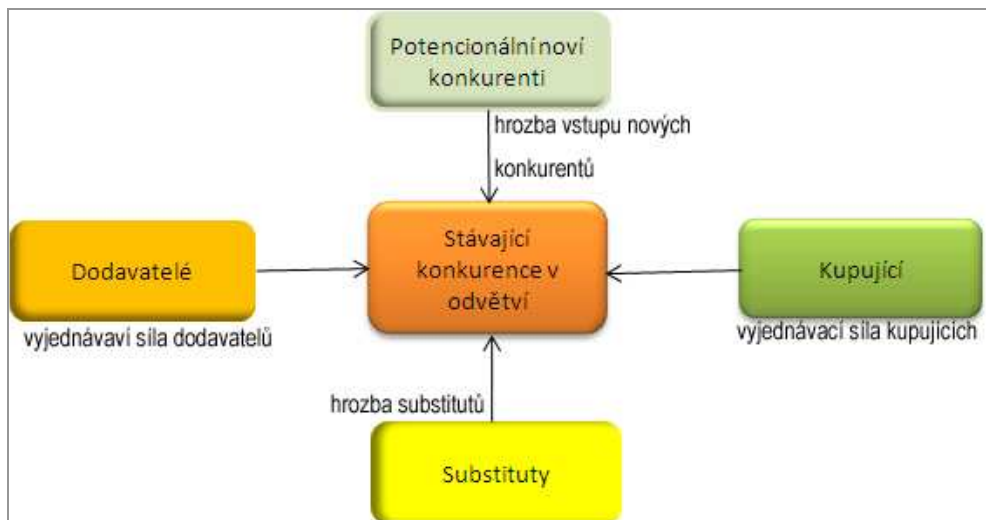 Potencionální noví
konkurenti
hrozba vstupu nových
konkurentů
Stávající
konkurence v
odvětví
Dodavatelé
vyjednávaví síla dodavatelů
Kupující
vyjednávací síla kupujících
hrozba substitutů
Substituty